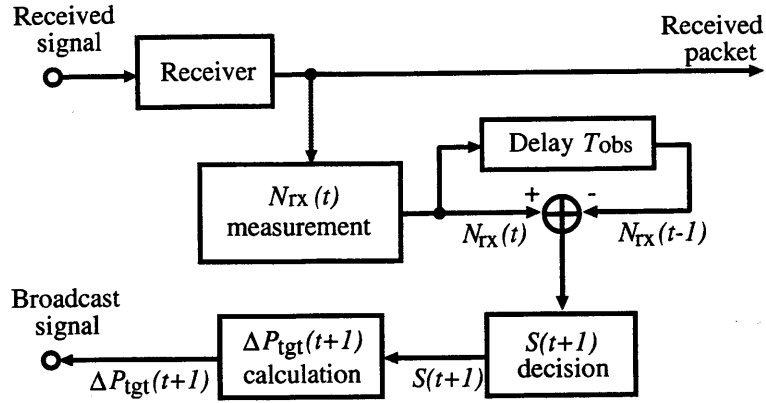 Received
signal
Receiver
Received
packet
Delay Tobs
Nrx (t)
measurement
+
-
Nrx (t)
Nrx (t-1)
Broadcast
signal
ΔPtgt(t+1)
calculation
S(t+1)
decision
ΔPtgt(t+1)
S(t+1)